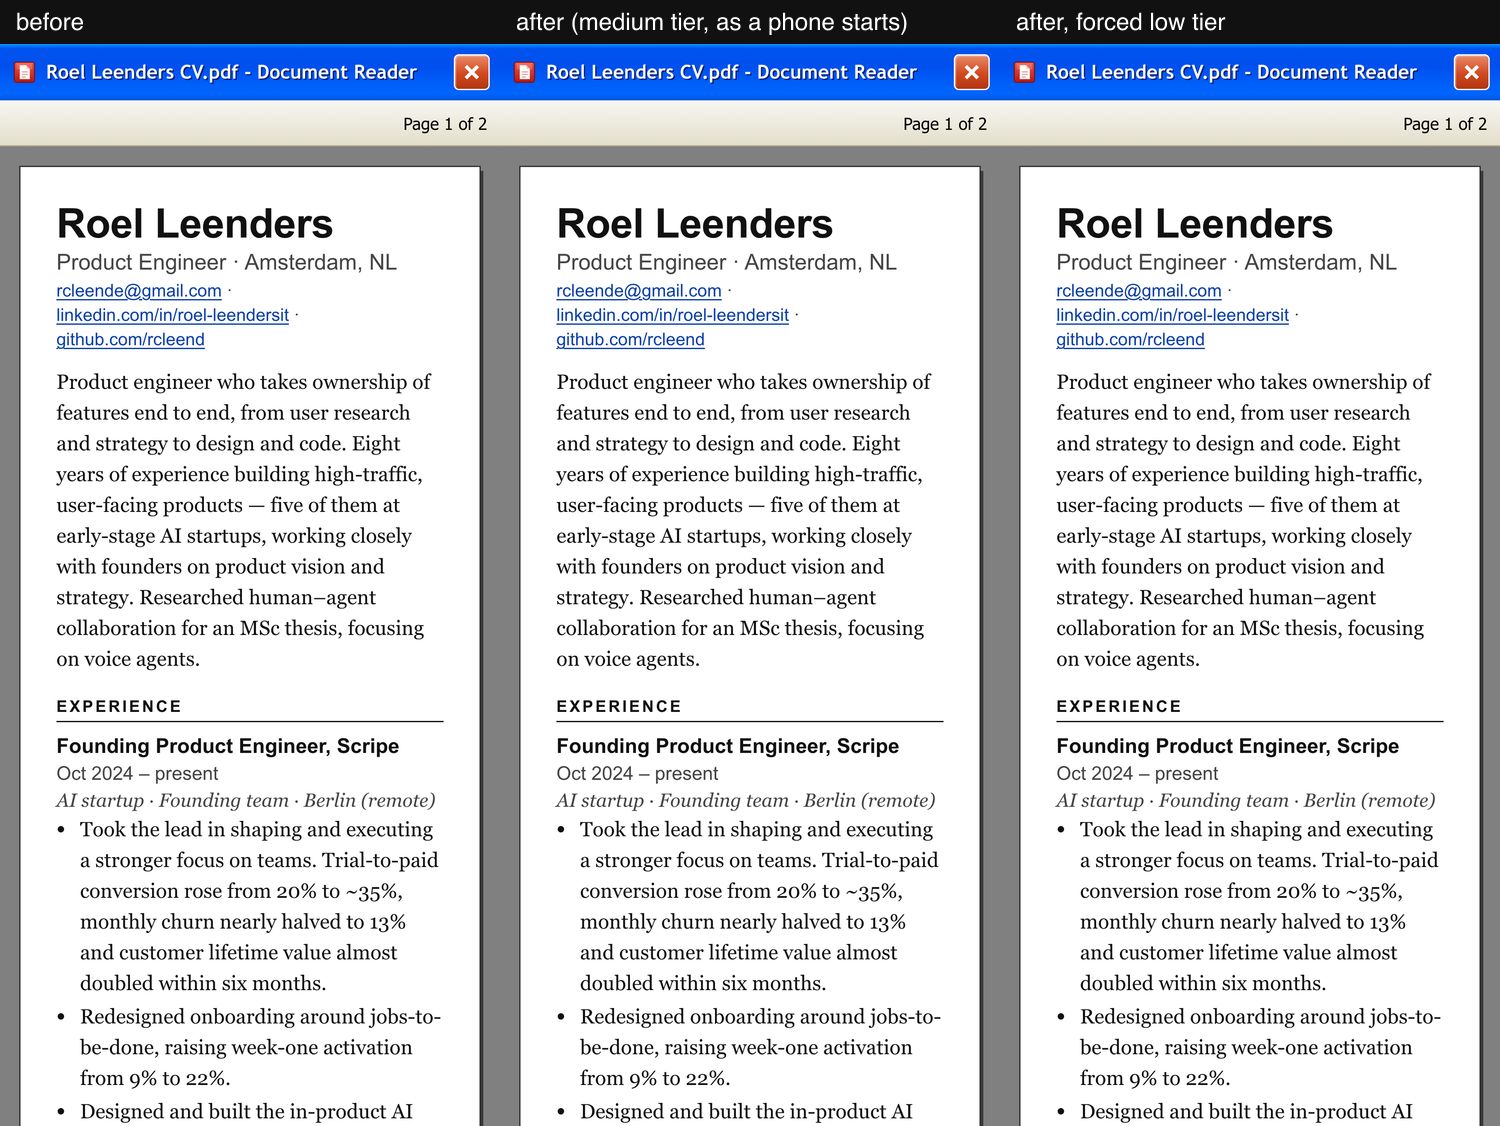 before
Roel Leenders CV.pdf - Document Reader
Page 1 of 2
Roel Leenders
Product Engineer · Amsterdam, NL
rcleende@gmail.com ·
linkedin.com/in/roel-leendersit ·
github.com/rcleend
Product engineer who takes ownership of
features end to end, from user research
and strategy to design and code. Eight
years of experience building high-traffic,
user-facing products — five of them at
early-stage AI startups, working closely
with founders on product vision and
strategy. Researched human–agent
collaboration for an MSc thesis, focusing
on voice agents.
EXPERIENCE
Founding Product Engineer, Scripe
Oct 2024 – present
AI startup · Founding team · Berlin (remote)
• Took the lead in shaping and executing
a stronger focus on teams. Trial-to-paid
conversion rose from 20% to ~35%,
monthly churn nearly halved to 13%
and customer lifetime value almost
doubled within six months.
• Redesigned onboarding around jobs-to-
be-done, raising week-one activation
from 9% to 22%.
• Designed and built the in-product AI
after (medium tier, as a phone starts)
Roel Leenders CV.pdf - Document Reader
Page 1 of 2
Roel Leenders
Product Engineer · Amsterdam, NL
rcleende@gmail.com ·
linkedin.com/in/roel-leendersit ·
github.com/rcleend
Product engineer who takes ownership of
features end to end, from user research
and strategy to design and code. Eight
years of experience building high-traffic,
user-facing products — five of them at
early-stage AI startups, working closely
with founders on product vision and
strategy. Researched human–agent
collaboration for an MSc thesis, focusing
on voice agents.
EXPERIENCE
Founding Product Engineer, Scripe
Oct 2024 – present
AI startup · Founding team · Berlin (remote)
• Took the lead in shaping and executing
a stronger focus on teams. Trial-to-paid
conversion rose from 20% to ~35%,
monthly churn nearly halved to 13%
and customer lifetime value almost
doubled within six months.
• Redesigned onboarding around jobs-to-
be-done, raising week-one activation
from 9% to 22%.
• Designed and built the in-product AI
after, forced low tier
Roel Leenders CV.pdf - Document Reader
Page 1 of 2
Roel Leenders
Product Engineer · Amsterdam, NL
rcleende@gmail.com ·
linkedin.com/in/roel-leendersit ·
github.com/rcleend
Product engineer who takes ownership of
features end to end, from user research
and strategy to design and code. Eight
years of experience building high-traffic,
user-facing products — five of them at
early-stage AI startups, working closely
with founders on product vision and
strategy. Researched human–agent
collaboration for an MSc thesis, focusing
on voice agents.
EXPERIENCE
Founding Product Engineer, Scripe
Oct 2024 – present
AI startup · Founding team · Berlin (remote)
• Took the lead in shaping and executing
a stronger focus on teams. Trial-to-paid
conversion rose from 20% to ~35%,
monthly churn nearly halved to 13%
and customer lifetime value almost
doubled within six months.
• Redesigned onboarding around jobs-to-
be-done, raising week-one activation
from 9% to 22%.
• Designed and built the in-product AI